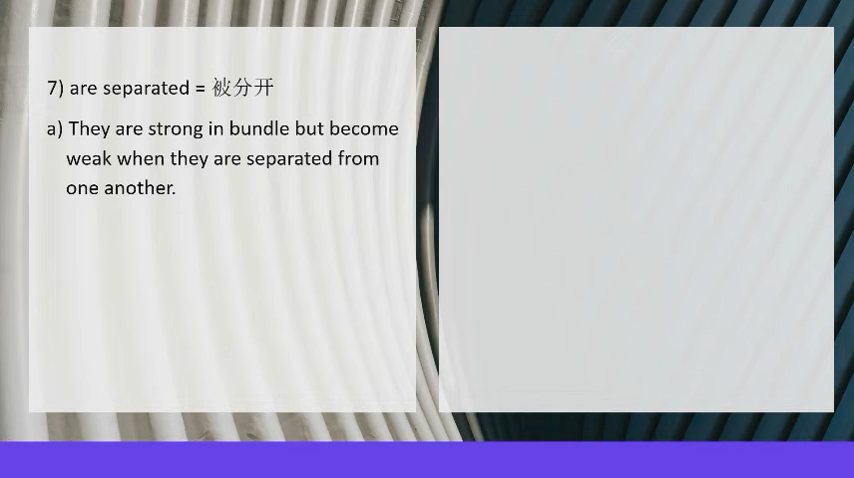 7) are separated = 被分开
a) They are strong in bundle but become
weak when they are separated from
one another.